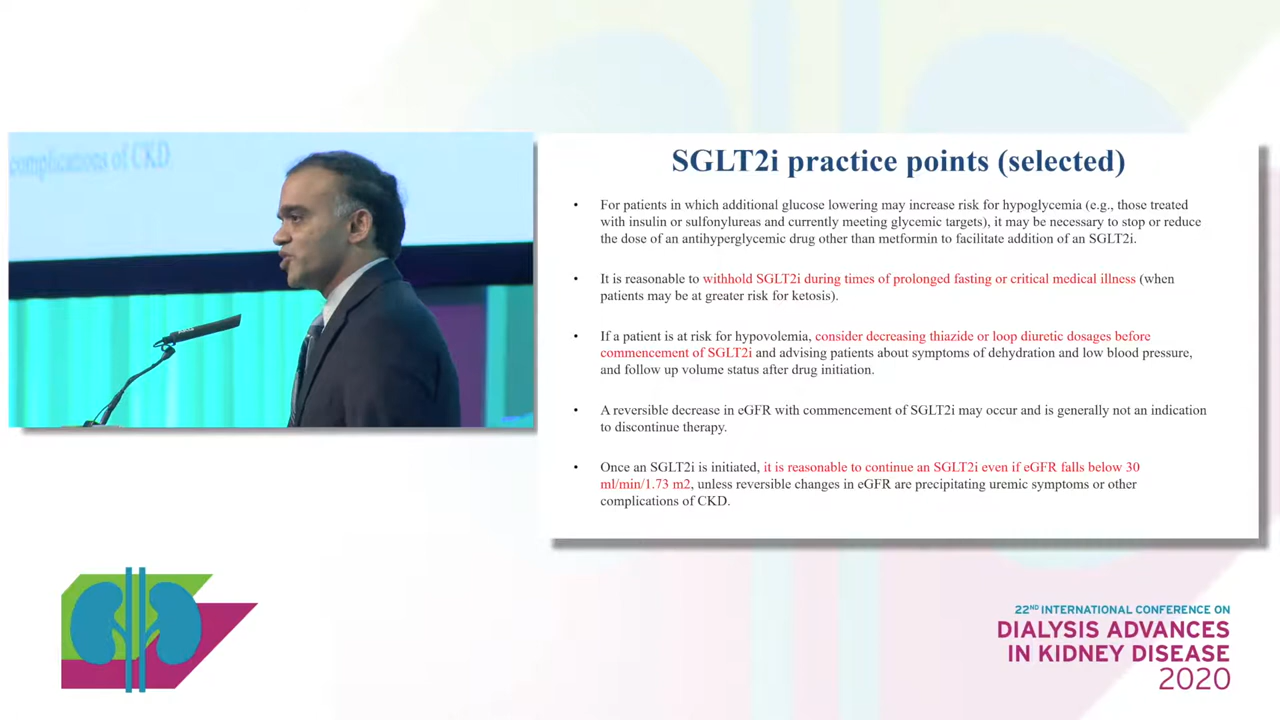 complications of CKD
SGLT2i practice points (selected)
• For patients in which additional glucose lowering may increase risk for hypoglycemia (e.g., those treated
with insulin or sulfonylureas and currently meeting glycemic targets), it may be necessary to stop or reduce
the dose of an antihyperglycemic drug other than metformin to facilitate addition of an SGLT2i.
• It is reasonable to withhold SGLT2i during times of prolonged fasting or critical medical illness (when
patients may be at greater risk for ketosis).
• If a patient is at risk for hypovolemia, consider decreasing thiazide or loop diuretic dosages before
commencement of SGLT2i and advising patients about symptoms of dehydration and low blood pressure,
and follow up volume status after drug initiation.
• A reversible decrease in eGFR with commencement of SGLT2i may occur and is generally not an indication
to discontinue therapy.
• Once an SGLT2i is initiated, it is reasonable to continue an SGLT2i even if eGFR falls below 30
ml/min/1.73 m2, unless reversible changes in eGFR are precipitating uremic symptoms or other
complications of CKD.
22ND INTERNATIONAL CONFERENCE ON
DIALYSIS ADVANCES
IN KIDNEY DISEASE
2020